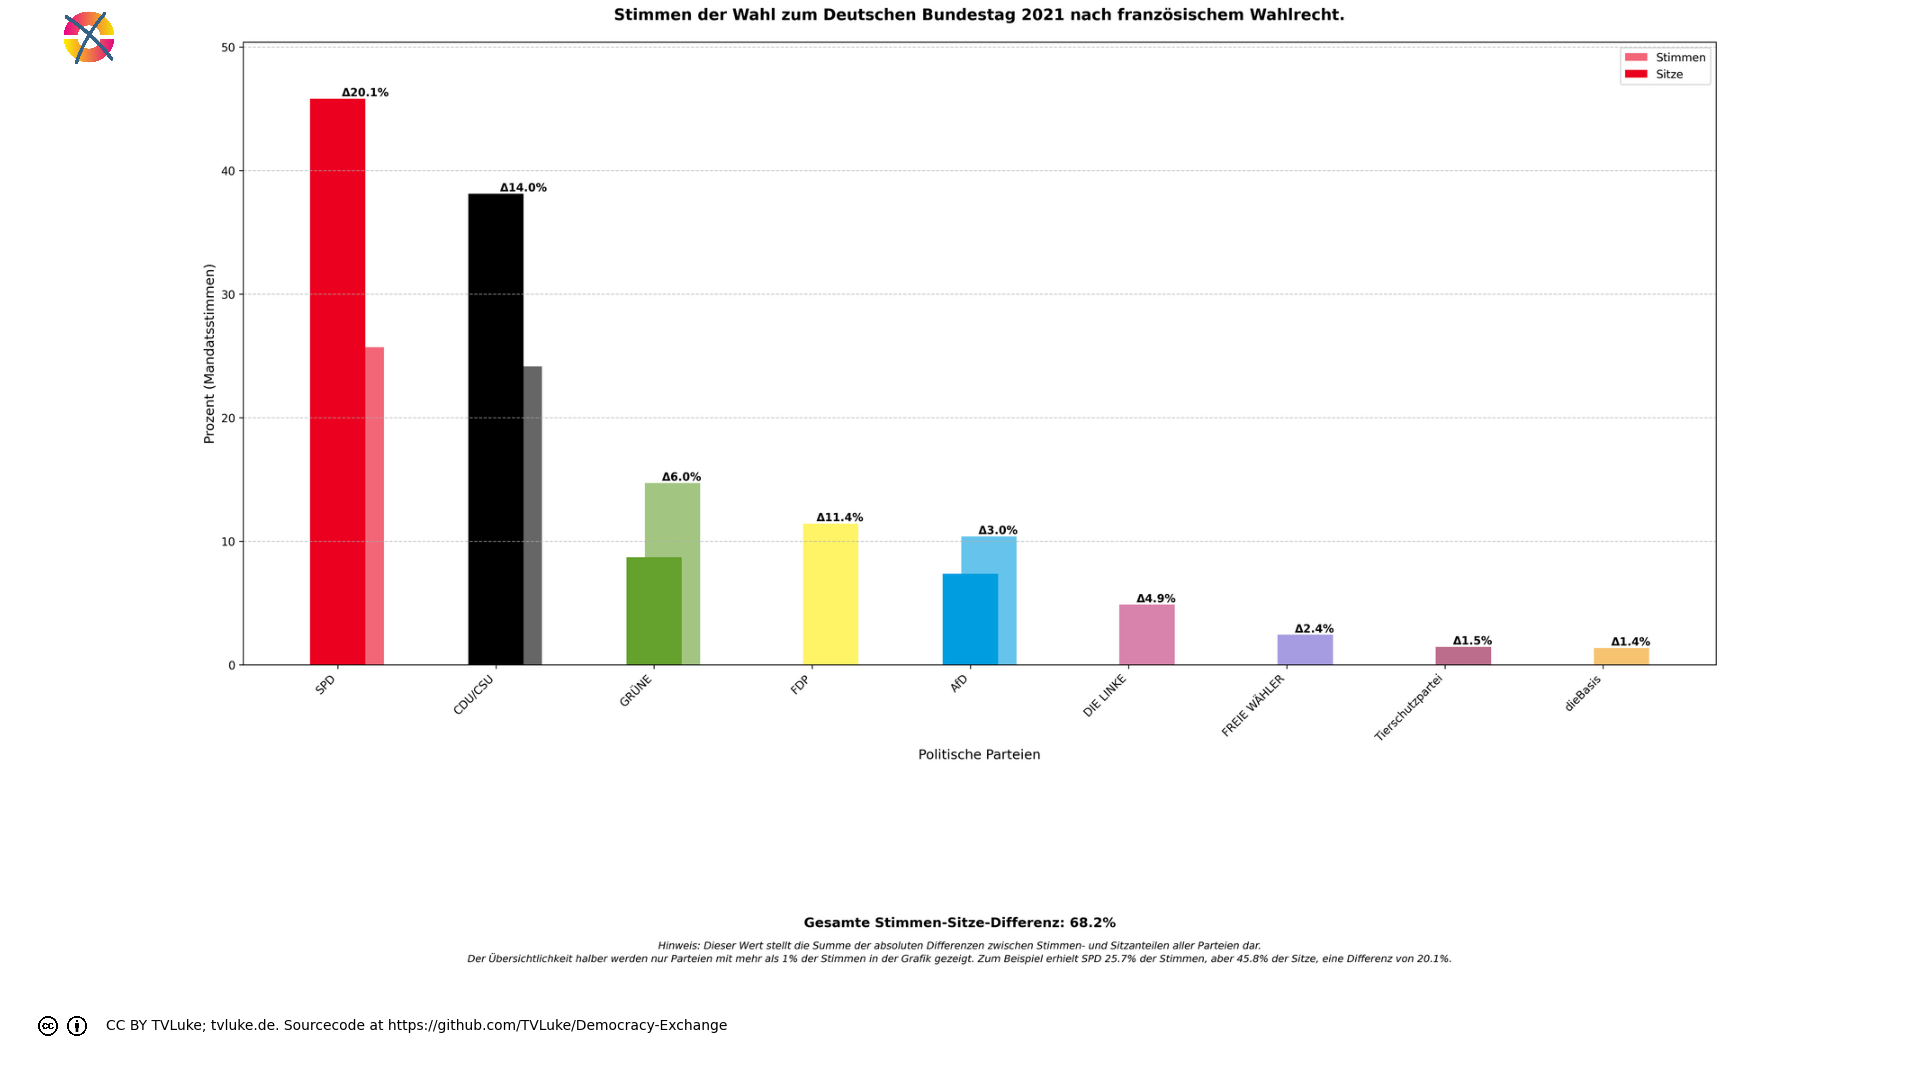 Stimmen der Wahl zum Deutschen Bundestag 2021 nach französischem Wahlrecht.
Stimmen
Sitze
Prozent (Mandatsstimmen)
50
40
30
20
10
0
Δ20.1%
Δ14.0%
Δ6.0%
Δ11.4%
Δ3.0%
Δ4.9%
Δ2.4%
Δ1.5%
Δ1.4%
SPD
CDU/CSU
GRÜNE
FDP
AfD
DIE LINKE
FREIE WÄHLER
Tierschutzpartei
dieBasis
Politische Parteien
Gesamte Stimmen-Sitze-Differenz: 68.2%
Hinweis: Dieser Wert stellt die Summe der absoluten Differenzen zwischen Stimmen- und Sitzanteilen aller Parteien dar.
Der Übersichtlichkeit halber werden nur Parteien mit mehr als 1% der Stimmen in der Grafik gezeigt. Zum Beispiel erhielt SPD 25.7% der Stimmen, aber 45.8% der Sitze, eine Differenz von 20.1%.
cc CC BY TVLuke; tvluke.de. Sourcecode at https://github.com/TVLuke/Democracy-Exchange